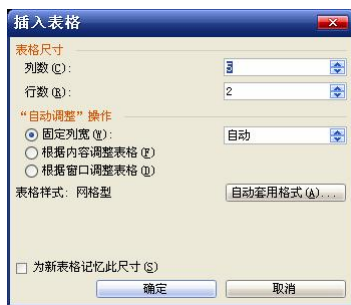 插入表格
表格尺寸
列数(C):
行数(R): 2
“自动调整”操作
固定列宽(W): 自动
根据内容调整表格(F)
根据窗口调整表格(D)
表格样式: 网格型 自动套用格式(A)...
为新表格记忆此尺寸(S)
确定 取消